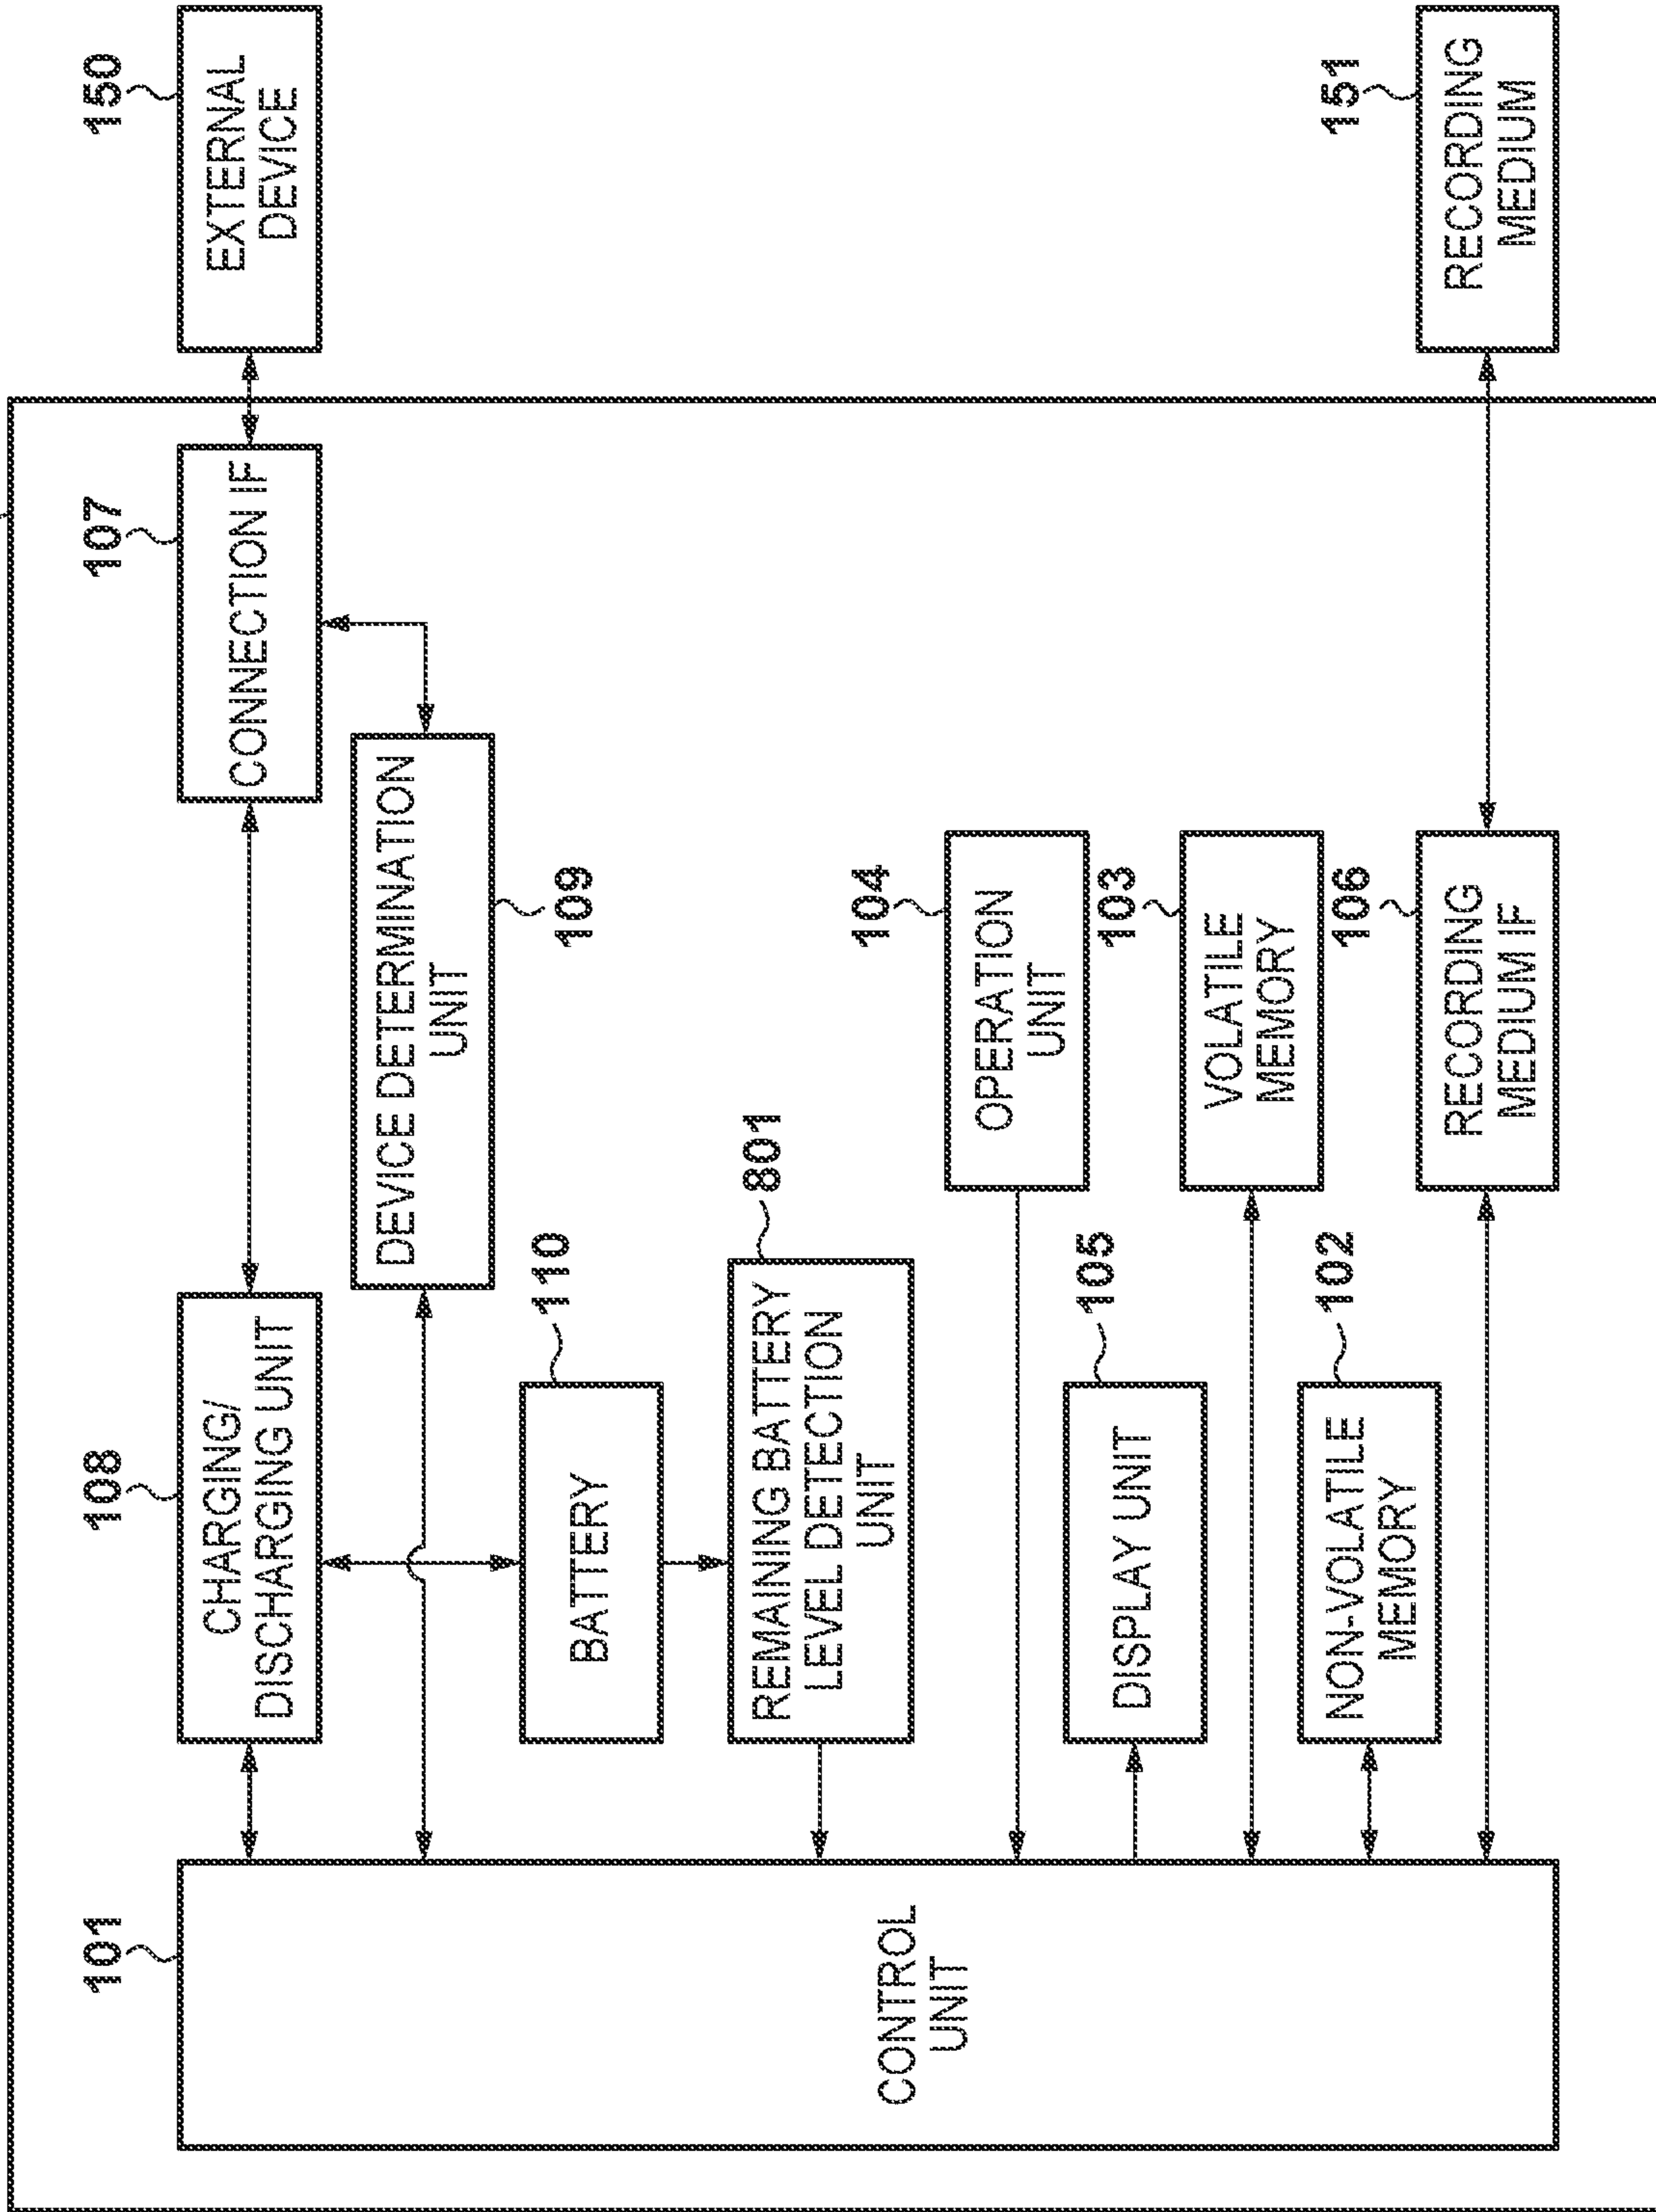 101
CONTROL
UNIT
108
CHARGING/
DISCHARGING UNIT
107
CONNECTION IF
150
EXTERNAL
DEVICE
DEVICE DETERMINATION
UNIT
109
110
BATTERY
801
REMAINING BATTERY
LEVEL DETECTION
UNIT
104
OPERATION
UNIT
105
DISPLAY UNIT
103
VOLATILE
MEMORY
102
NON-VOLATILE
MEMORY
106
RECORDING
MEDIUM IF
151
RECORDING
MEDIUM